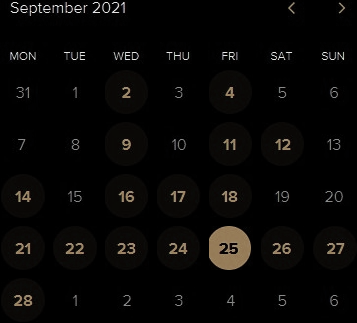 September 2021
MON TUE WED THU FRI SAT SUN
31 1 2 3 4 5 6
7 8 9 10 11 12 13
14 15 16 17 18 19 20
21 22 23 24 25 26 27
28 1 2 3 4 5 6